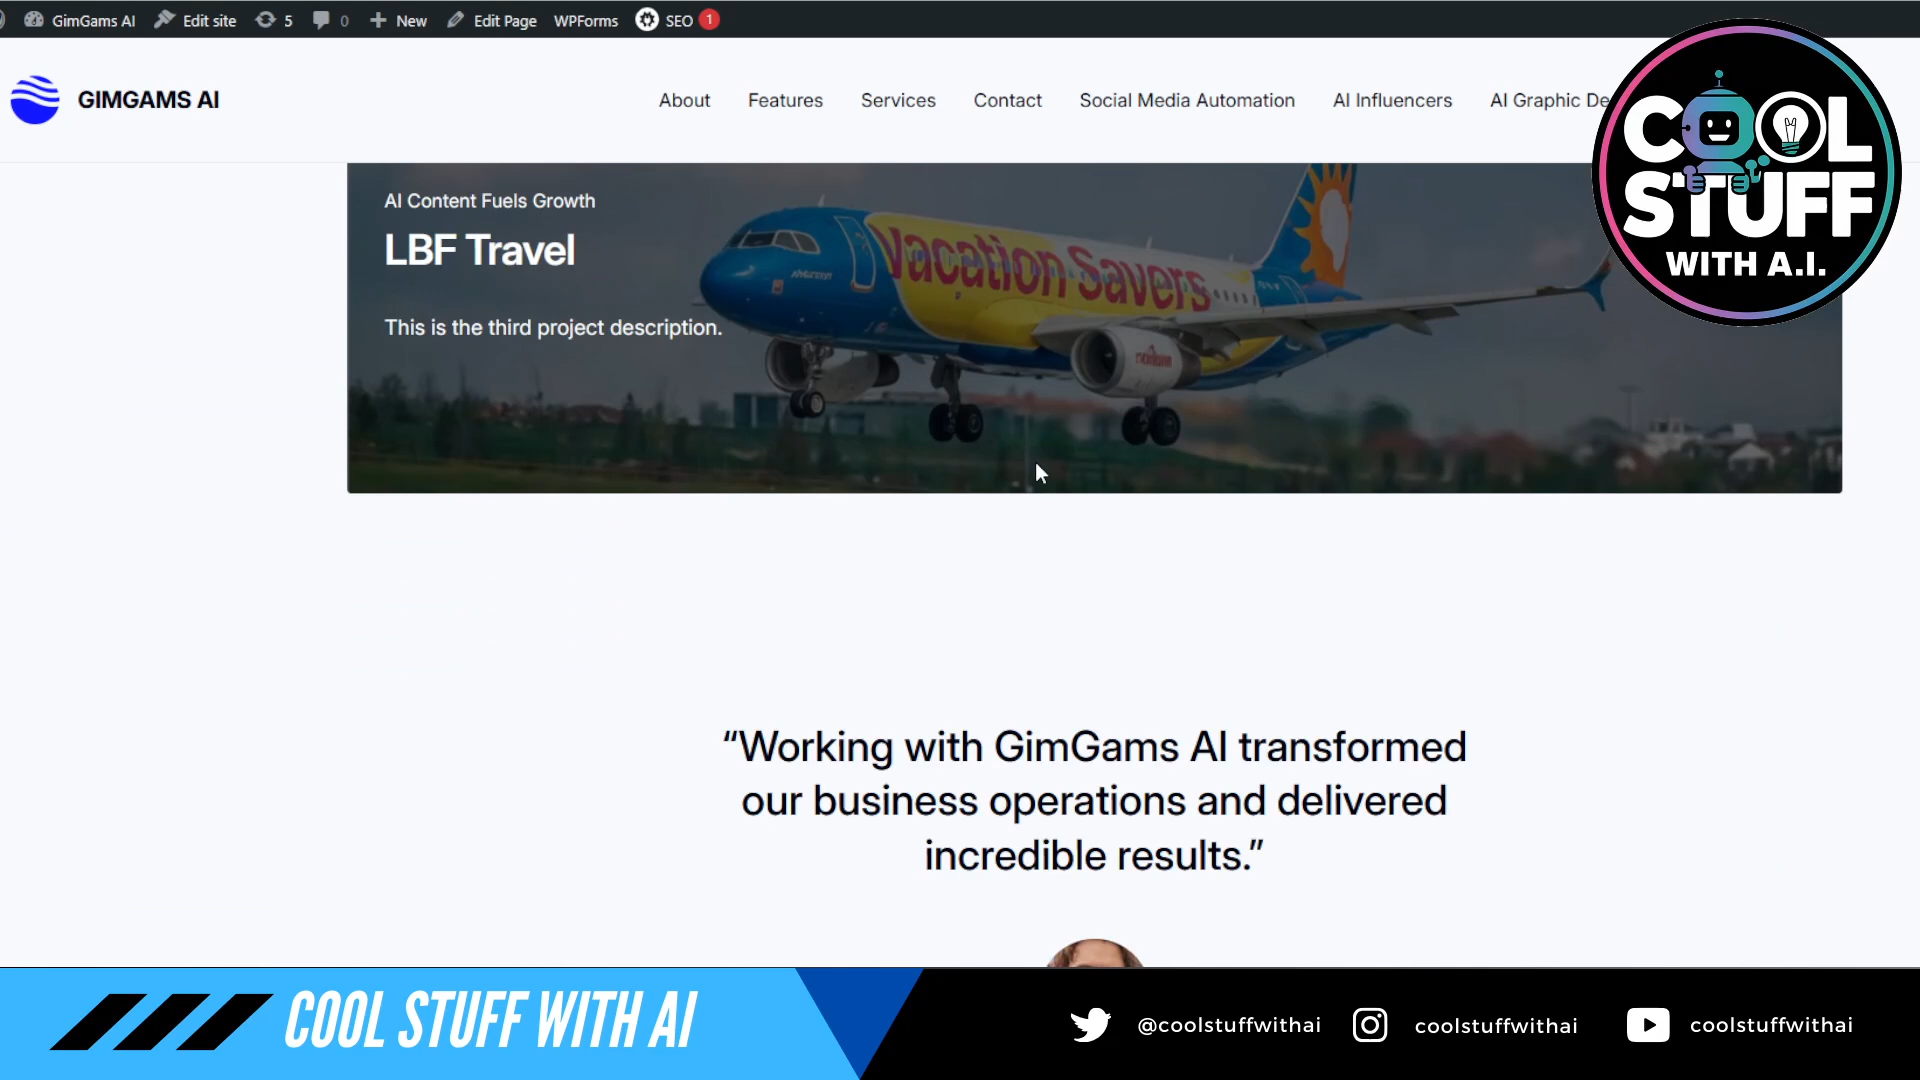 GimGams AI Edit site 5 0 New Edit Page WPForms SEO 1
GIMGAMS AI
About Features Services Contact Social Media Automation AI Influencers AI Graphic De
COOL
STUFF
WITH A.I.
AI Content Fuels Growth
LBF Travel
This is the third project description.
Vacation Savers
“Working with GimGams AI transformed
our business operations and delivered
incredible results.”
COOL STUFF WITH AI
@coolstuffwithai coolstuffwithai coolstuffwithai